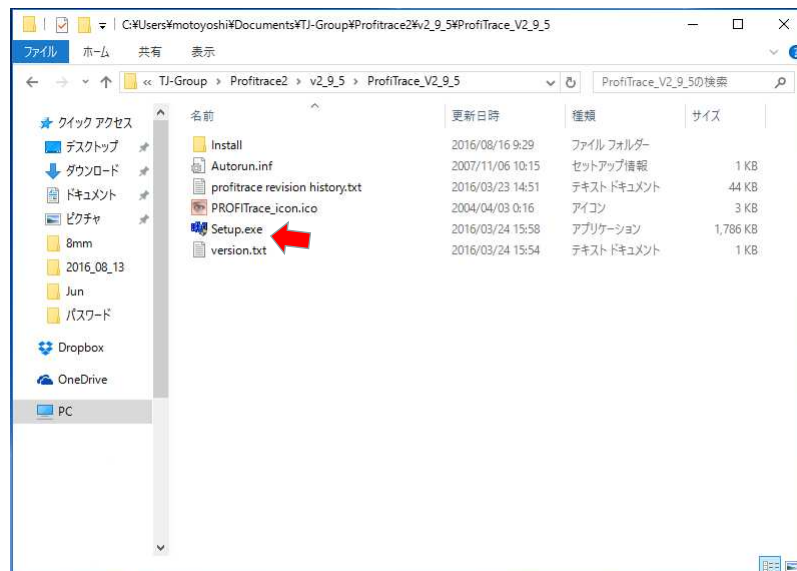 C:¥Users¥motoyoshi¥Documents¥TJ-Group¥Profitrace2¥v2_9_5¥ProfiTrace_V2_9_5
ファイル ホーム 共有 表示
« TJ-Group › Profitrace2 › v2_9_5 › ProfiTrace_V2_9_5
ProfiTrace_V2_9_5の検索
名前 更新日時 種類 サイズ
クイック アクセス
デスクトップ
ダウンロード
ドキュメント
ピクチャ
8mm
2016_08_13
Jun
パスワード
Dropbox
OneDrive
PC
Install 2016/08/16 9:29 ファイル フォルダー
Autorun.inf 2007/11/06 10:15 セットアップ情報 1 KB
profitrace revision history.txt 2016/03/23 14:51 テキスト ドキュメント 44 KB
PROFITrace_icon.ico 2004/04/03 0:16 アイコン 3 KB
Setup.exe 2016/03/24 15:58 アプリケーション 1,786 KB
version.txt 2016/03/24 15:54 テキスト ドキュメント 1 KB